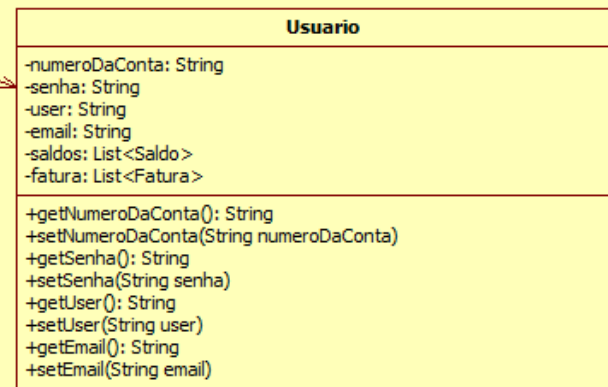 Usuario
-numeroDaConta: String
-senha: String
-user: String
-email: String
-saldos: List<Saldo>
-fatura: List<Fatura>
+getNumeroDaConta(): String
+setNumeroDaConta(String numeroDaConta)
+getSenha(): String
+setSenha(String senha)
+getUser(): String
+setUser(String user)
+getEmail(): String
+setEmail(String email)